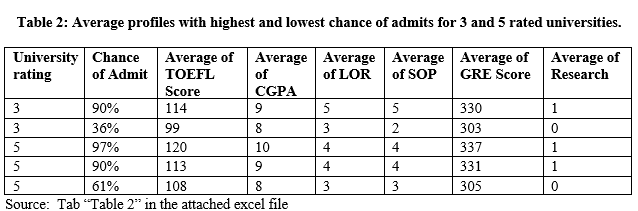 Table 2: Average profiles with highest and lowest chance of admits for 3 and 5 rated universities.
University rating Chance of Admit Average of TOEFL Score Average of CGPA Average of LOR Average of SOP Average of GRE Score Average of Research
3 90% 114 9 5 5 330 1
3 36% 99 8 3 2 303 0
5 97% 120 10 4 4 337 1
5 90% 113 9 4 4 331 1
5 61% 108 8 3 3 305 0
Source: Tab “Table 2” in the attached excel file